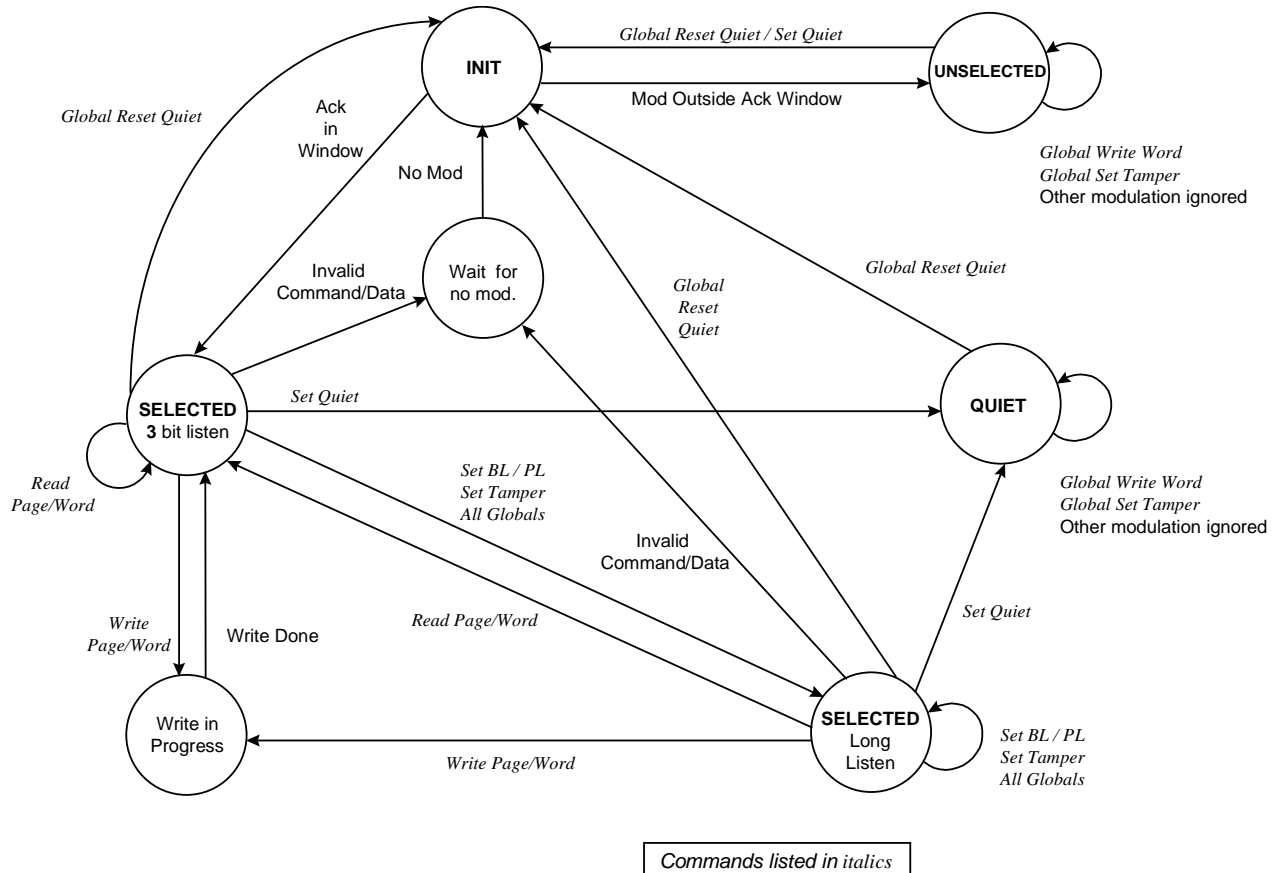 Global Reset Quiet / Set Quiet
INIT
UNSELECTED
Mod Outside Ack Window
Global Reset Quiet
Ack
in
Window
No Mod
Global Write Word
Global Set Tamper
Other modulation ignored
Invalid
Command/Data
Wait for
no mod.
Global
Reset
Quiet
Global Reset Quiet
SELECTED
3 bit listen
Set Quiet
QUIET
Read
Page/Word
Set BL / PL
Set Tamper
All Globals
Global Write Word
Global Set Tamper
Other modulation ignored
Invalid
Command/Data
Write
Page/Word
Write Done
Read Page/Word
Set Quiet
Write in
Progress
SELECTED
Long
Listen
Set BL / PL
Set Tamper
All Globals
Write Page/Word
Commands listed in italics